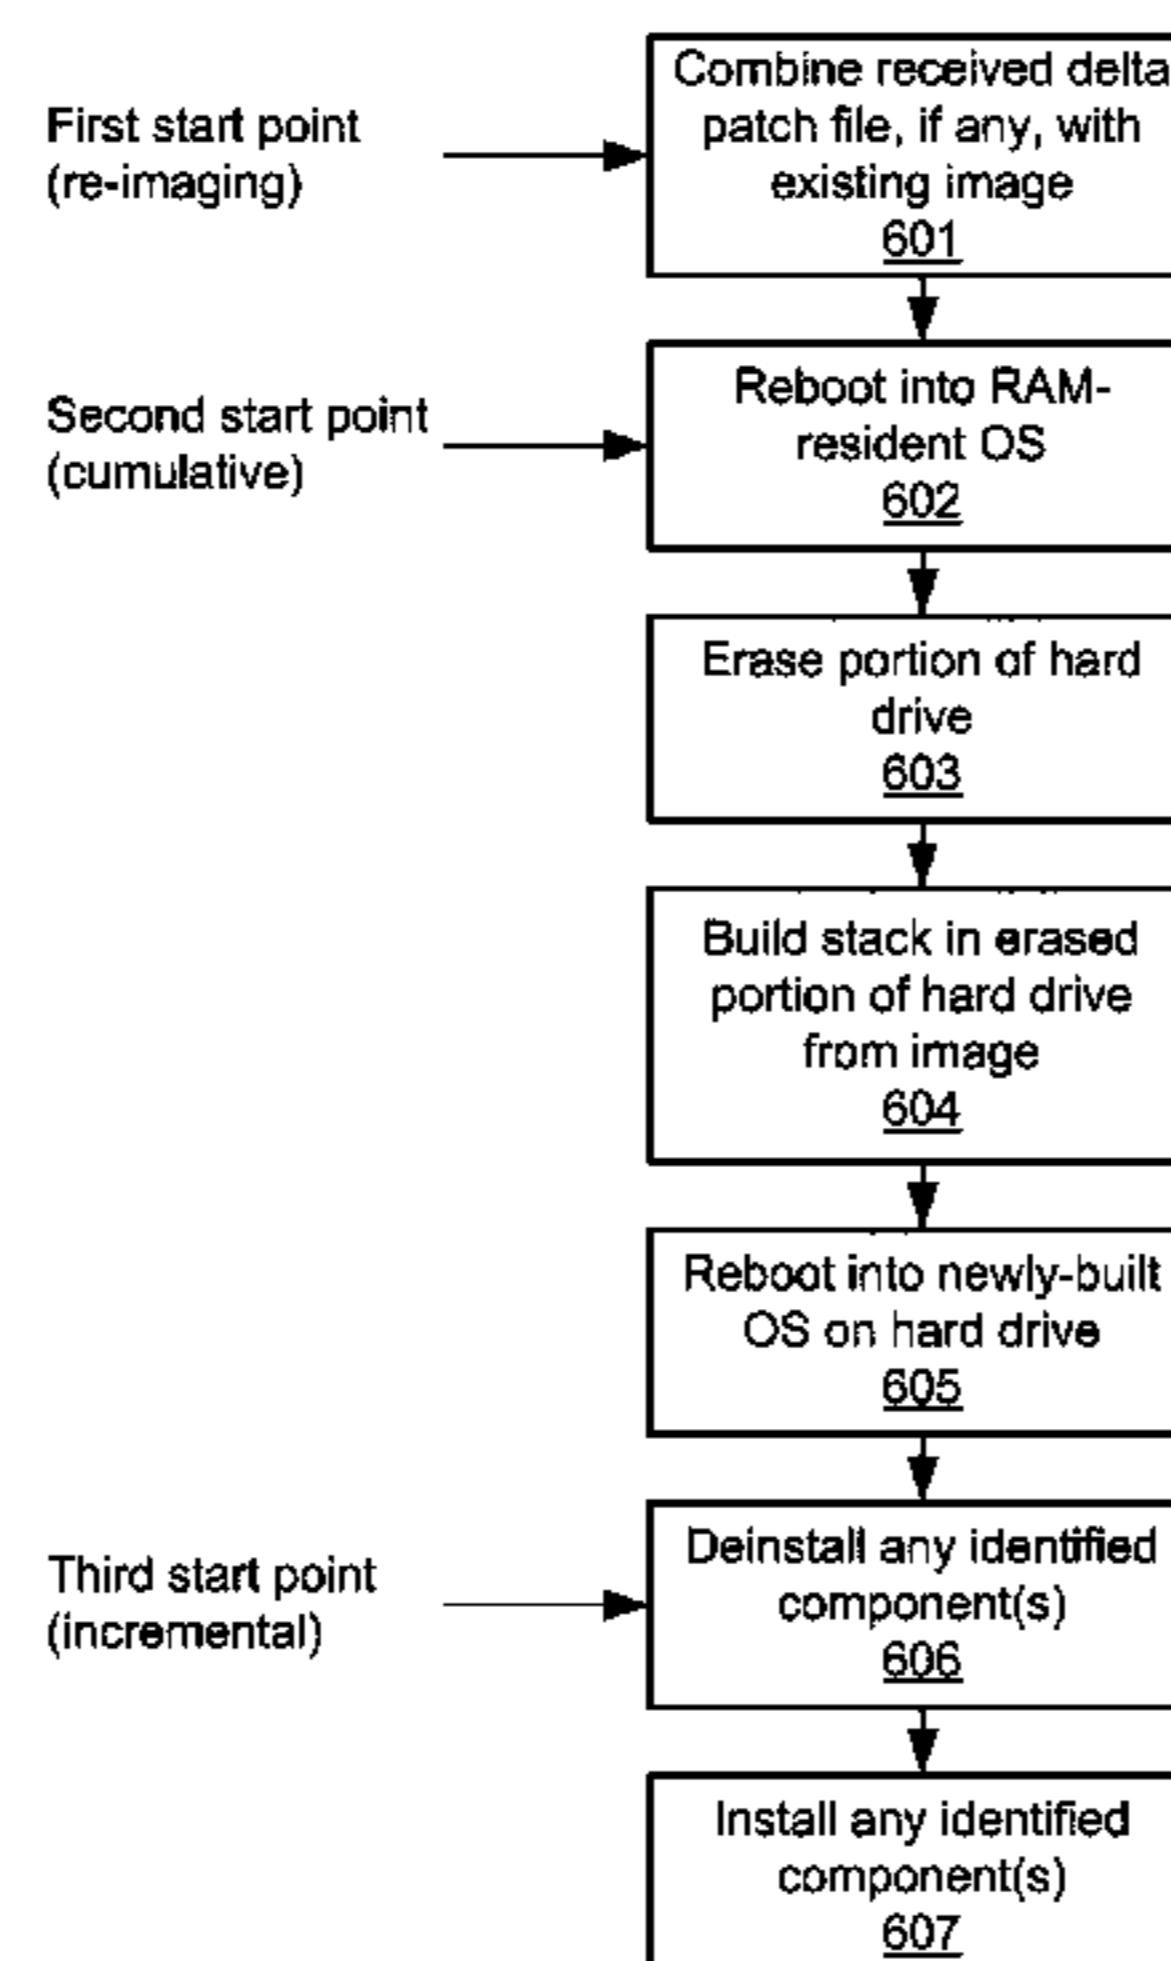 First start point
(re-imaging)
Combine received delta
patch file, if any, with
existing image
601
Second start point
(cumulative)
Reboot into RAM-
resident OS
602
Erase portion of hard
drive
603
Build stack in erased
portion of hard drive
from image
604
Reboot into newly-built
OS on hard drive
605
Third start point
(incremental)
Deinstall any identified
component(s)
606
Install any identified
component(s)
607